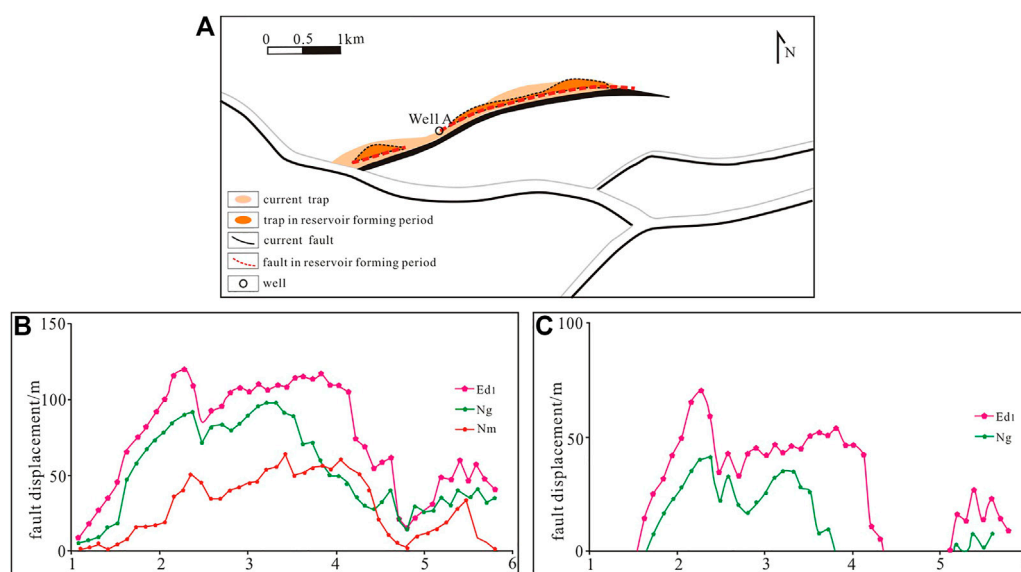 A
0 0.5 1km
N
Well A
current trap
trap in reservoir forming period
current fault
fault in reservoir forming period
well
B
fault displacement/m
150
100
50
0
1 2 3 4 5 6
Ed1
Ng
Nm
C
fault displacement/m
100
50
0
1 2 3 4 5
Ed1
Ng